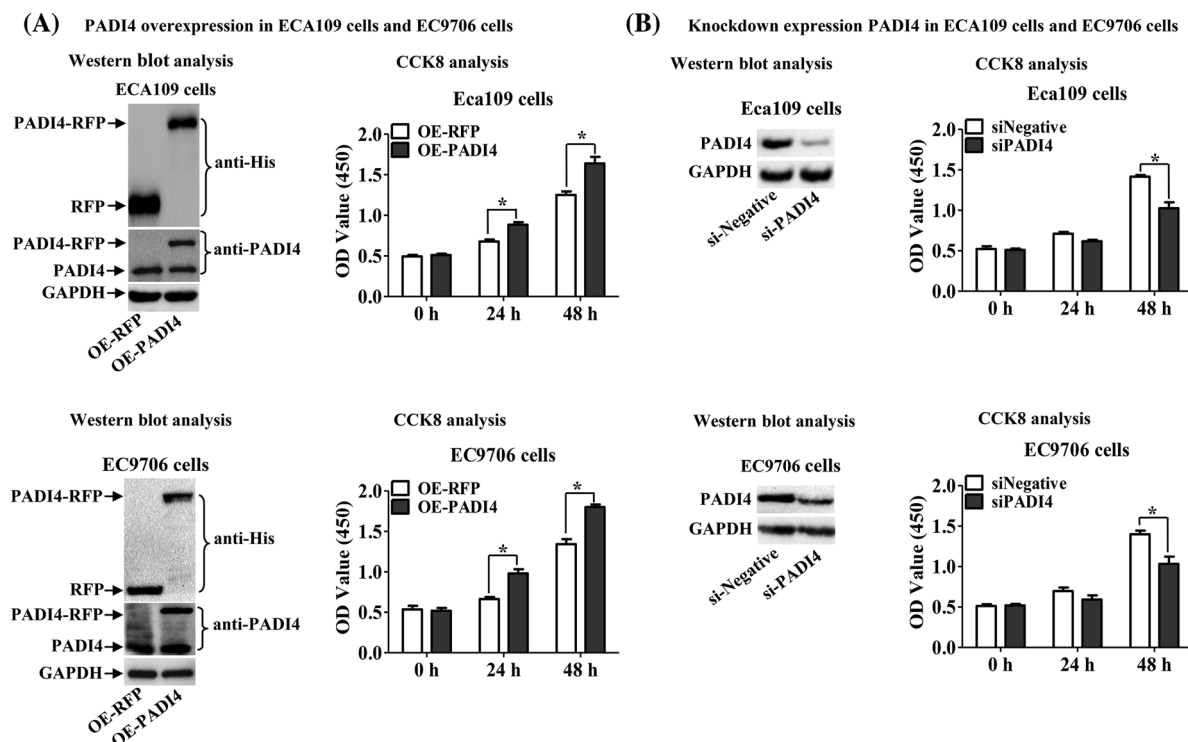 (A)
PADI4 overexpression in ECA109 cells and EC9706 cells
Western blot analysis
ECA109 cells
PADI4-RFP
anti-His
RFP
PADI4-RFP
anti-PADI4
PADI4
GAPDH
OE-RFP
OE-PADI4
CCK8 analysis
Eca109 cells
OE-RFP
OE-PADI4
OD Value (450)
2.0
1.5
1.0
0.5
0.0
*
*
0 h 24 h 48 h
Western blot analysis
EC9706 cells
PADI4-RFP
anti-His
RFP
PADI4-RFP
anti-PADI4
PADI4
GAPDH
OE-RFP
OE-PADI4
CCK8 analysis
EC9706 cells
OE-RFP
OE-PADI4
OD Value (450)
2.0
1.5
1.0
0.5
0.0
*
*
0 h 24 h 48 h
(B)
Knockdown expression PADI4 in ECA109 cells and EC9706 cells
Western blot analysis
Eca109 cells
PADI4
GAPDH
si-Negative
si-PADI4
CCK8 analysis
Eca109 cells
siNegative
siPADI4
OD Value (450)
2.0
1.5
1.0
0.5
0.0
*
0 h 24 h 48 h
Western blot analysis
EC9706 cells
PADI4
GAPDH
si-Negative
si-PADI4
CCK8 analysis
EC9706 cells
siNegative
siPADI4
OD Value (450)
2.0
1.5
1.0
0.5
0.0
*
0 h 24 h 48 h